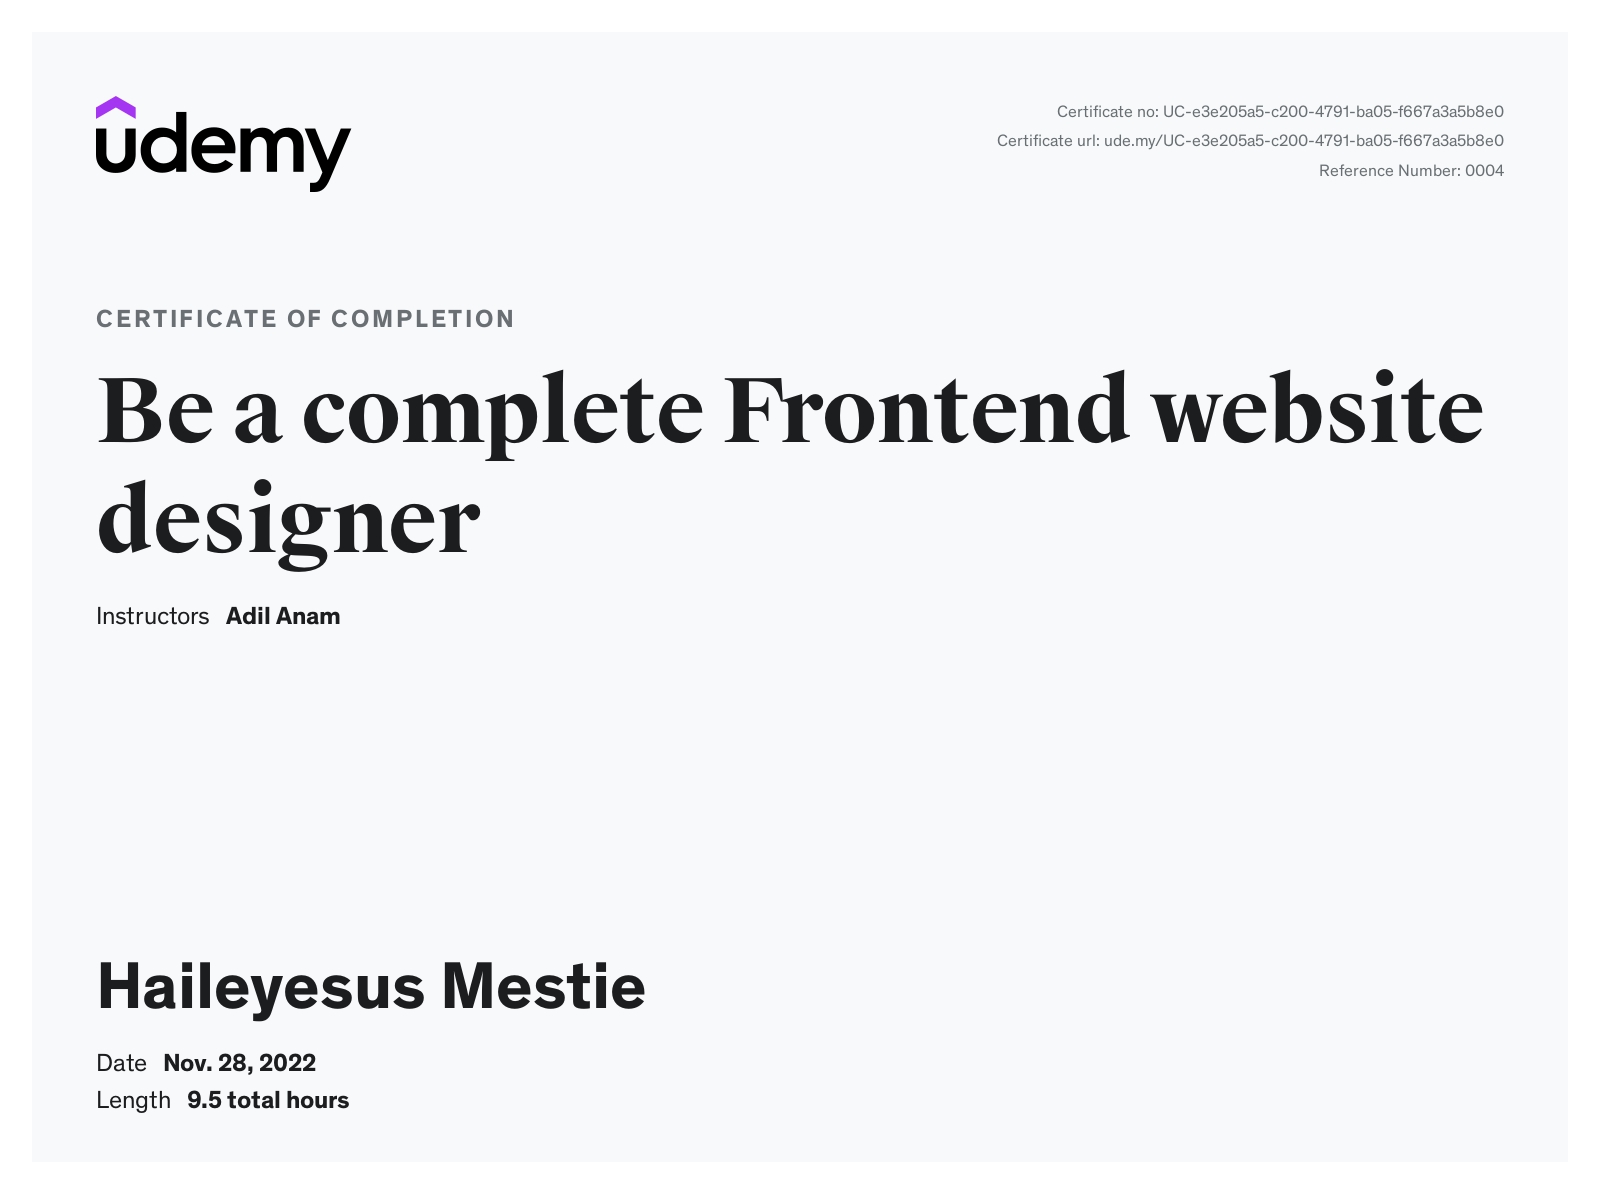 udemy
Certificate no: UC-e3e205a5-c200-4791-ba05-f667a3a5b8e0
Certificate url: ude.my/UC-e3e205a5-c200-4791-ba05-f667a3a5b8e0
Reference Number: 0004
CERTIFICATE OF COMPLETION
Be a complete Frontend website
designer
Instructors Adil Anam
Haileyesus Mestie
Date Nov. 28, 2022
Length 9.5 total hours